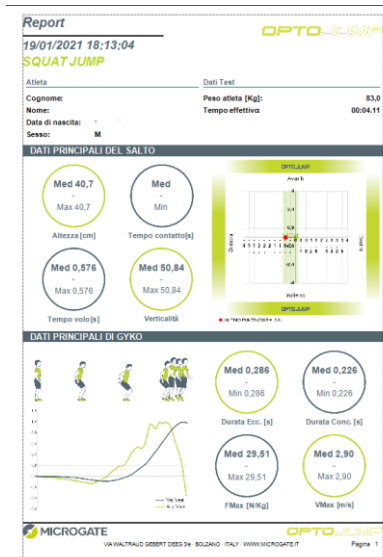 Report
OPTOJUMP
19/01/2021 18:13:04
SQUAT JUMP
Atleta
Dati Test
Cognome:
Peso atleta [Kg]: 83,0
Nome:
Tempo effettivo: 00:04.11
Data di nascita: -
Sesso: M
DATI PRINCIPALI DEL SALTO
Med 40,7
-
Max 40,7
Altezza [cm]
Med
-
Min
Tempo contatto[s]
Med 0,576
-
Max 0,576
Tempo volo[s]
Med 50,84
-
Max 50,84
Verticalità
OPTOJUMP
Avanti
Sinistra
Destra
Indietro
OPTOJUMP
DATI PRINCIPALI DI GYKO
Med 0,286
-
Min 0,286
Durata Ecc. [s]
Med 0,226
-
Min 0,226
Durata Conc. [s]
Med 29,51
-
Max 29,51
FMax [N/Kg]
Med 2,90
-
Max 2,90
VMax [m/s]
MICROGATE
OPTOJUMP
VIA WALTRAUD GEBERT DEEG 3/e - BOLZANO - ITALY - WWW.MICROGATE.IT
Pagina 1